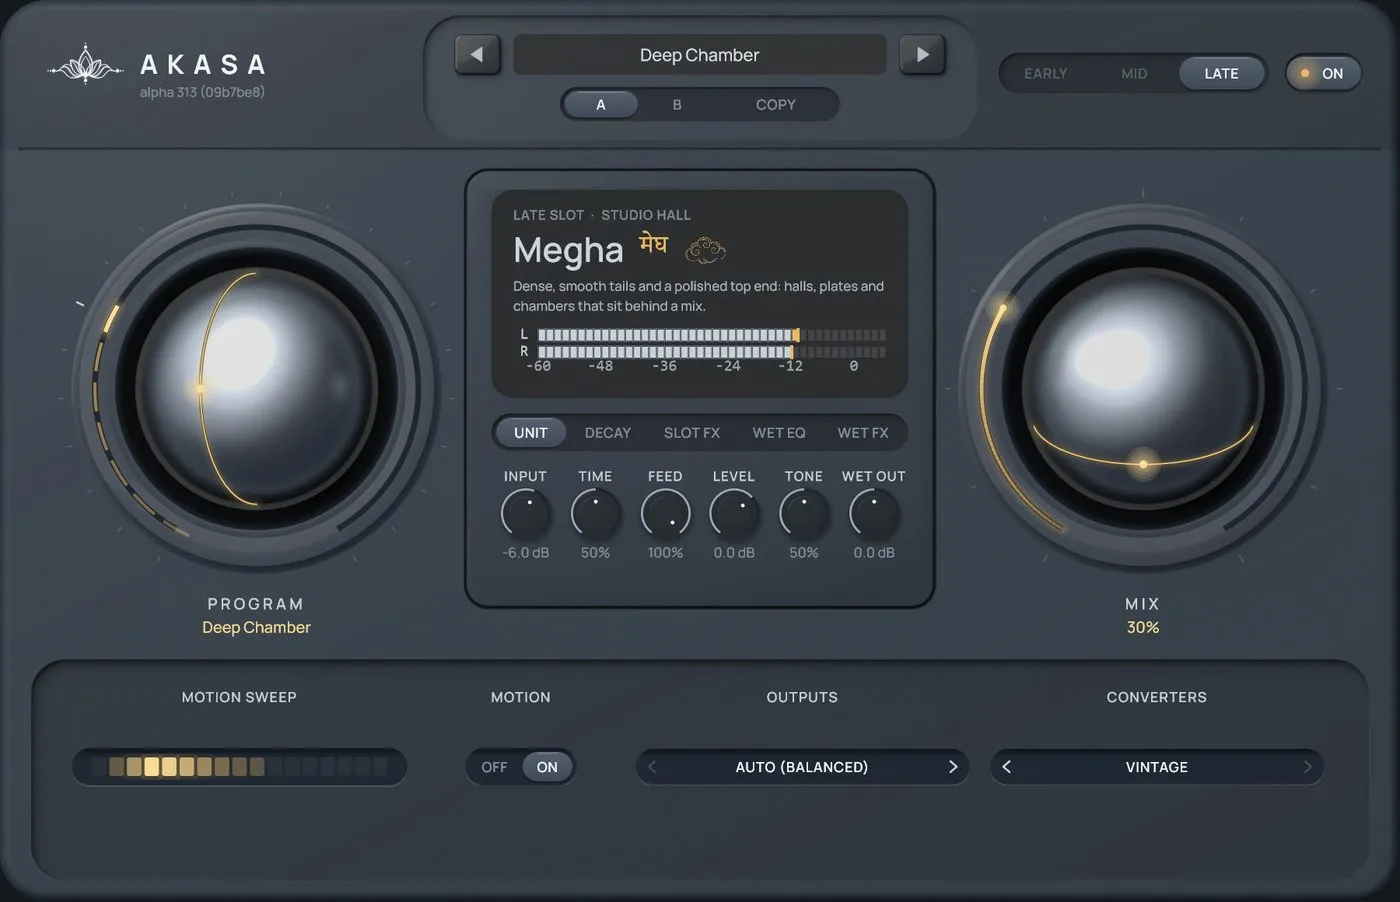 AKASA
alpha 313 (09b7be8)
Deep Chamber
A B COPY
EARLY MID LATE
ON
LATE SLOT · STUDIO HALL
Megha मेघ
Dense, smooth tails and a polished top end: halls, plates and
chambers that sit behind a mix.
L
R
-60 -48 -36 -24 -12 0
UNIT DECAY SLOT FX WET EQ WET FX
INPUT TIME FEED LEVEL TONE WET OUT
-6.0 dB 50% 100% 0.0 dB 50% 0.0 dB
PROGRAM
Deep Chamber
MIX
30%
MOTION SWEEP
MOTION
OFF ON
OUTPUTS
AUTO (BALANCED)
CONVERTERS
VINTAGE